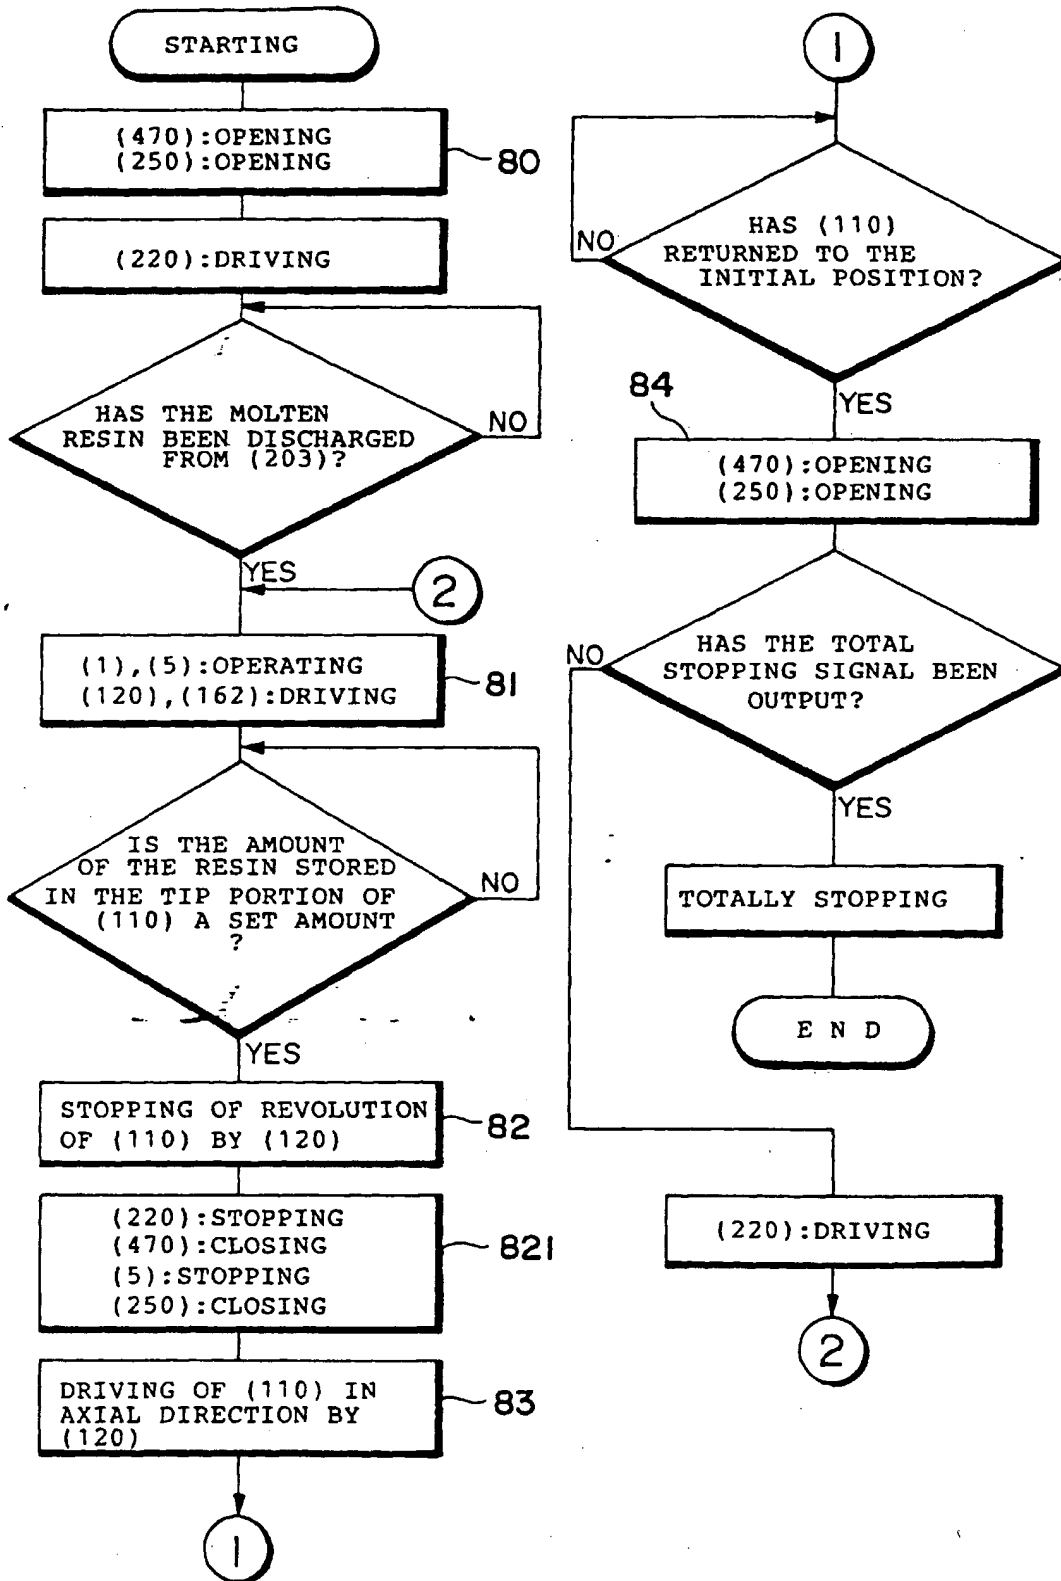 STARTING
(470):OPENING
(250):OPENING
80
(220):DRIVING
HAS THE MOLTEN
RESIN BEEN DISCHARGED
FROM (203)?
NO
YES
2
(1),(5):OPERATING
(120),(162):DRIVING
81
IS THE AMOUNT
OF THE RESIN STORED
IN THE TIP PORTION OF
(110) A SET AMOUNT
?
NO
YES
STOPPING OF REVOLUTION
OF (110) BY (120)
82
(220):STOPPING
(470):CLOSING
(5):STOPPING
(250):CLOSING
821
DRIVING OF (110) IN
AXIAL DIRECTION BY
(120)
83
1
1
HAS (110)
RETURNED TO THE
INITIAL POSITION?
NO
YES
84
(470):OPENING
(250):OPENING
HAS THE TOTAL
STOPPING SIGNAL BEEN
OUTPUT?
NO
YES
TOTALLY STOPPING
END
(220):DRIVING
2